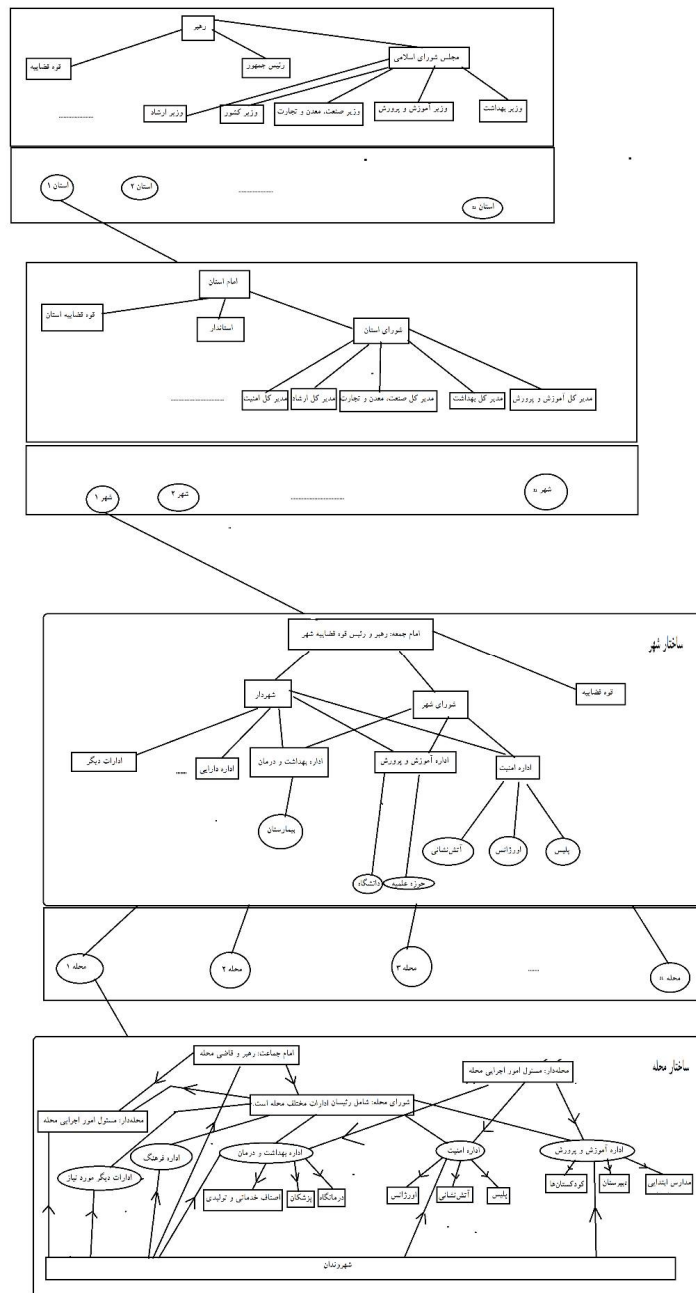 رهبر
قوه قضاییه
رئیس جمهور
مجلس شورای اسلامی
وزیر بهداشت
وزیر آموزش و پرورش
وزیر صنعت، معدن و تجارت
وزیر کشور
وزیر ارشاد
....................
استان ۱
استان ۲
....................
استان n
امام استان
قوه قضاییه استان
استاندار
شورای استان
مدیر کل آموزش و پرورش
مدیر کل بهداشت
مدیر کل صنعت، معدن و تجارت
مدیر کل ارشاد
مدیر کل امنیت
....................
شهر ۱
شهر ۲
....................
شهر n
ساختار شهر
امام جمعه: رهبر و رئیس قوه قضاییه شهر
قوه قضاییه
شورای شهر
شهردار
اداره امنیت
اداره آموزش و پرورش
اداره بهداشت و درمان
اداره دارایی
......
ادارات دیگر
بیمارستان
پلیس
اورژانس
آتش‌نشانی
حوزه علمیه
دانشگاه
محله ۱
محله ۲
محله ۳
......
محله n
ساختار محله
امام جماعت: رهبر و قاضی محله
محله‌دار: مسئول امور اجرایی محله
شورای محله: شامل رئیسان ادارات مختلف محله است.
محله‌دار: مسئول امور اجرایی محله
اداره آموزش و پرورش
اداره امنیت
اداره بهداشت و درمان
اداره فرهنگ
ادارات دیگر مورد نیاز
مدارس ابتدایی
دبیرستان
کودکستان‌ها
پلیس
آتش‌نشانی
اورژانس
درمانگاه
پزشکان
اصناف خدماتی و تولیدی
شهروندان